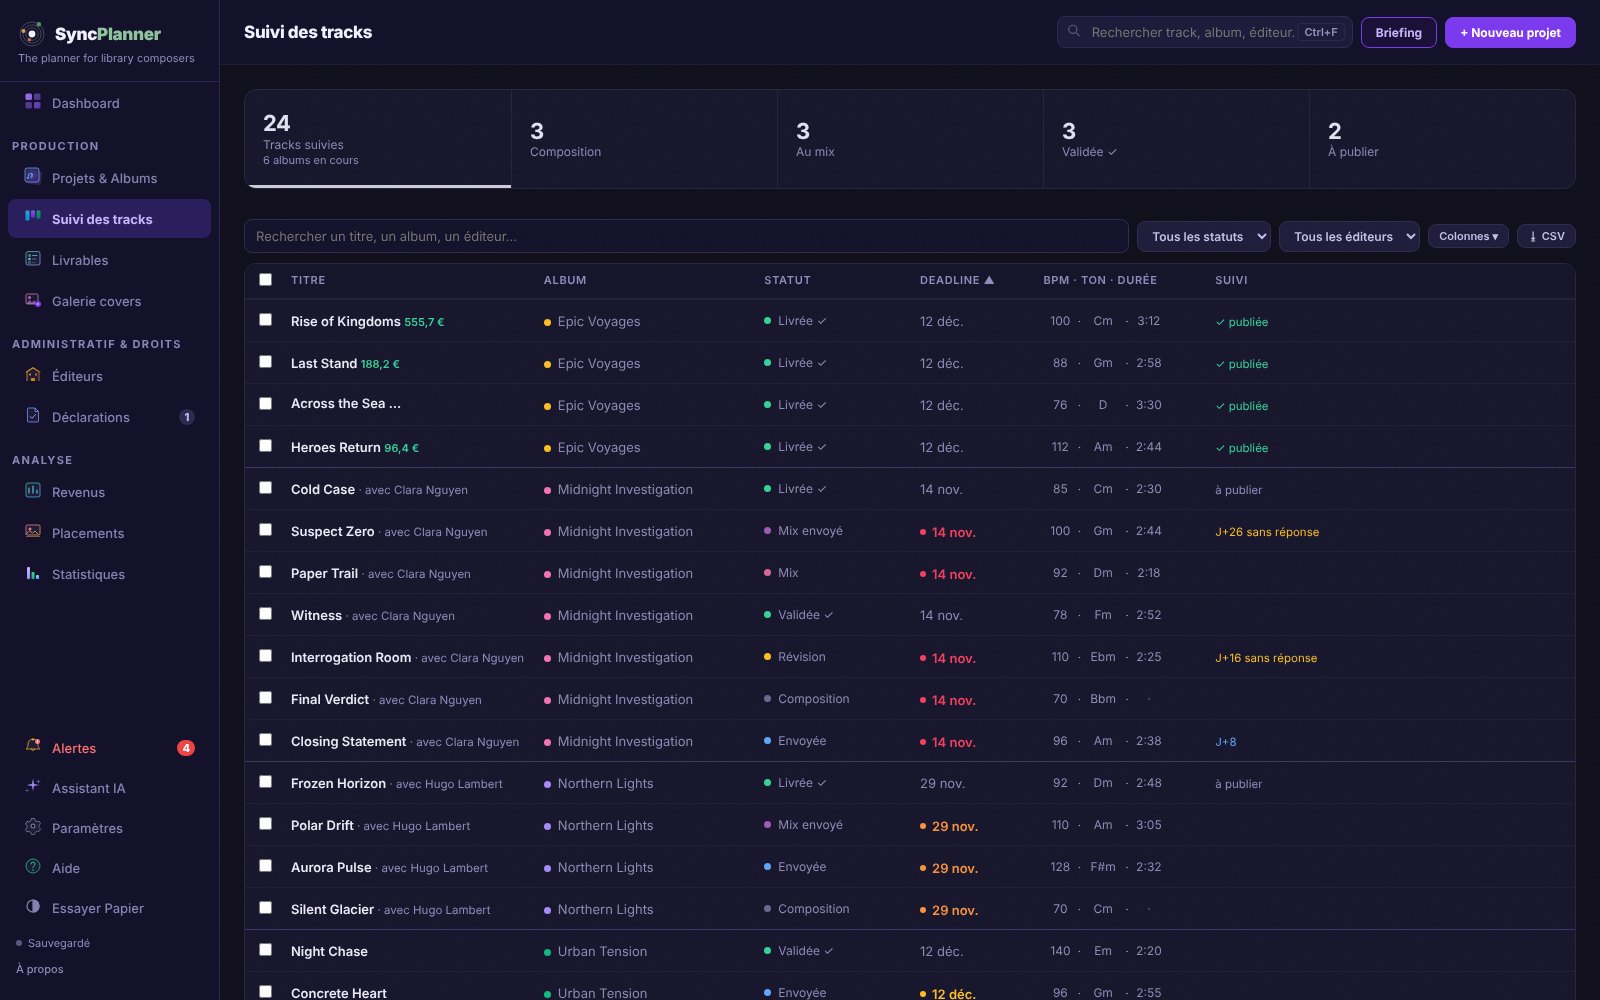 SyncPlanner
The planner for library composers
Dashboard
PRODUCTION
Projets & Albums
Suivi des tracks
Livrables
Galerie covers
ADMINISTRATIF & DROITS
Éditeurs
Déclarations 1
ANALYSE
Revenus
Placements
Statistiques
Alertes 4
Assistant IA
Paramètres
Aide
Essayer Papier
Sauvegardé
À propos
Suivi des tracks
Rechercher track, album, éditeur. Ctrl+F
Briefing
+ Nouveau projet
24
Tracks suivies
6 albums en cours
3
Composition
3
Au mix
3
Validée ✓
2
À publier
Rechercher un titre, un album, un éditeur...
Tous les statuts
Tous les éditeurs
Colonnes ▾
⭳ CSV
TITRE ALBUM STATUT DEADLINE ▲ BPM · TON · DURÉE SUIVI
Rise of Kingdoms 555,7 € Epic Voyages Livrée ✓ 12 déc. 100 · Cm · 3:12 ✓ publiée
Last Stand 188,2 € Epic Voyages Livrée ✓ 12 déc. 88 · Gm · 2:58 ✓ publiée
Across the Sea ... Epic Voyages Livrée ✓ 12 déc. 76 · D · 3:30 ✓ publiée
Heroes Return 96,4 € Epic Voyages Livrée ✓ 12 déc. 112 · Am · 2:44 ✓ publiée
Cold Case · avec Clara Nguyen Midnight Investigation Livrée ✓ 14 nov. 85 · Cm · 2:30 à publier
Suspect Zero · avec Clara Nguyen Midnight Investigation Mix envoyé 14 nov. 100 · Gm · 2:44 J+26 sans réponse
Paper Trail · avec Clara Nguyen Midnight Investigation Mix 14 nov. 92 · Dm · 2:18
Witness · avec Clara Nguyen Midnight Investigation Validée ✓ 14 nov. 78 · Fm · 2:52
Interrogation Room · avec Clara Nguyen Midnight Investigation Révision 14 nov. 110 · Ebm · 2:25 J+16 sans réponse
Final Verdict · avec Clara Nguyen Midnight Investigation Composition 14 nov. 70 · Bbm · ·
Closing Statement · avec Clara Nguyen Midnight Investigation Envoyée 14 nov. 96 · Am · 2:38 J+8
Frozen Horizon · avec Hugo Lambert Northern Lights Livrée ✓ 29 nov. 92 · Dm · 2:48 à publier
Polar Drift · avec Hugo Lambert Northern Lights Mix envoyé 29 nov. 110 · Am · 3:05
Aurora Pulse · avec Hugo Lambert Northern Lights Envoyée 29 nov. 128 · F#m · 2:32
Silent Glacier · avec Hugo Lambert Northern Lights Composition 29 nov. 70 · Cm · ·
Night Chase Urban Tension Validée ✓ 12 déc. 140 · Em · 2:20
Concrete Heart Urban Tension Envoyée 12 déc. 96 · Gm · 2:55